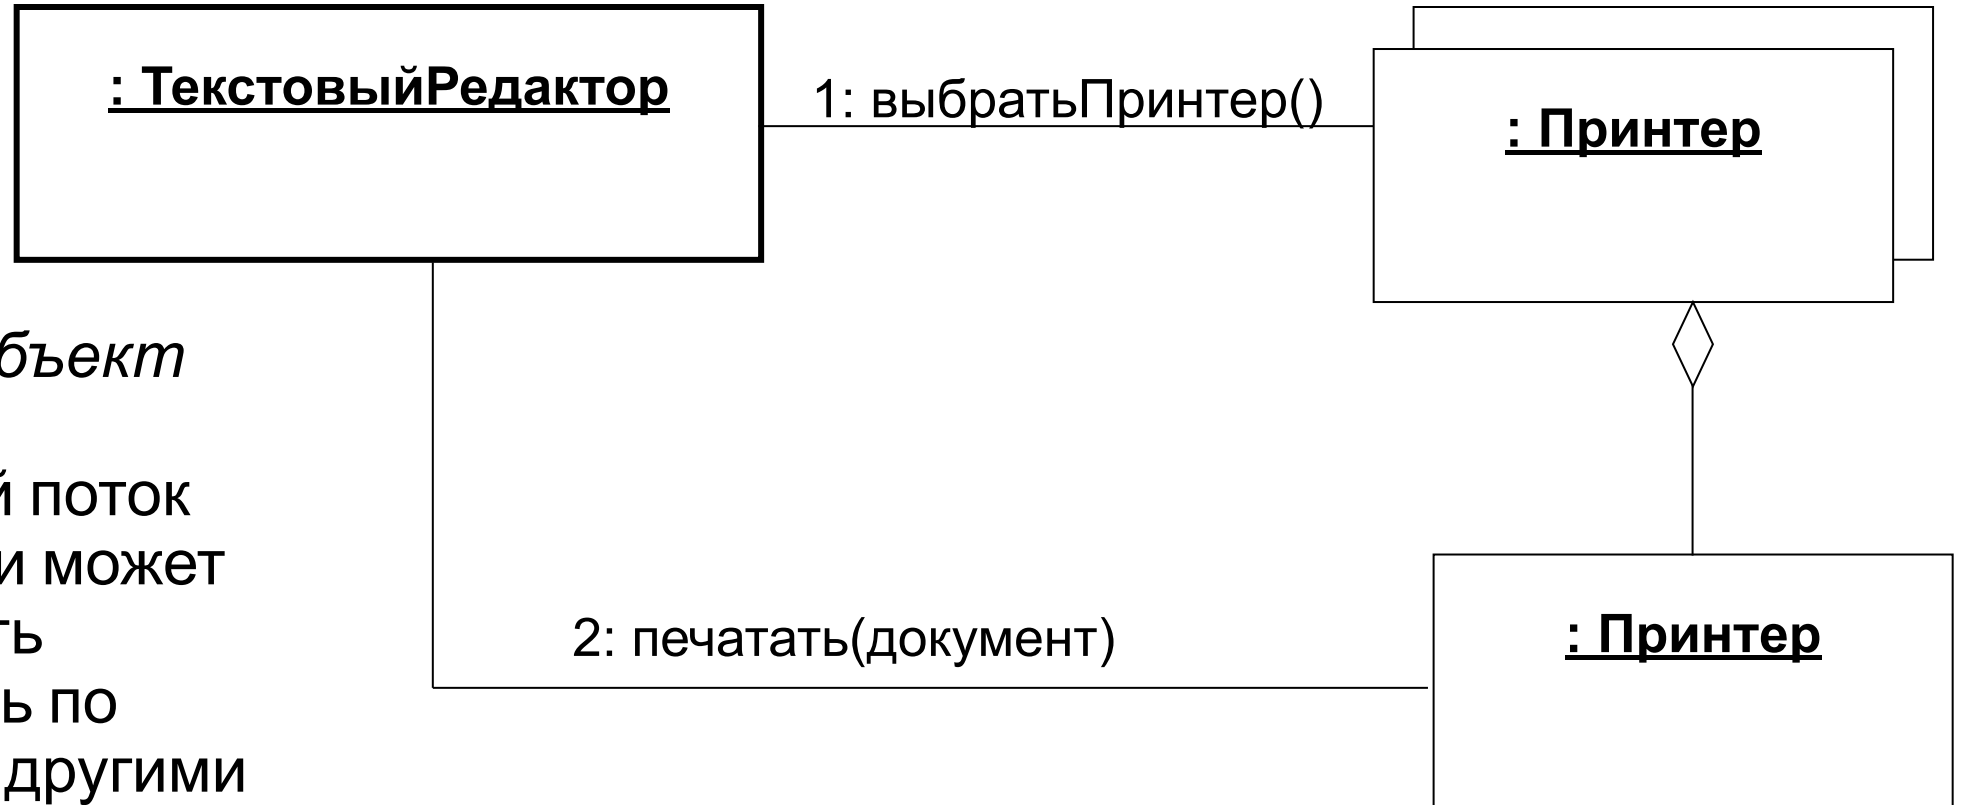 : ТекстовыйРедактор
1: выбратьПринтер()
: Принтер
бъект
й поток
и может
ть
ь по
другими
2: печатать(документ)
: Принтер